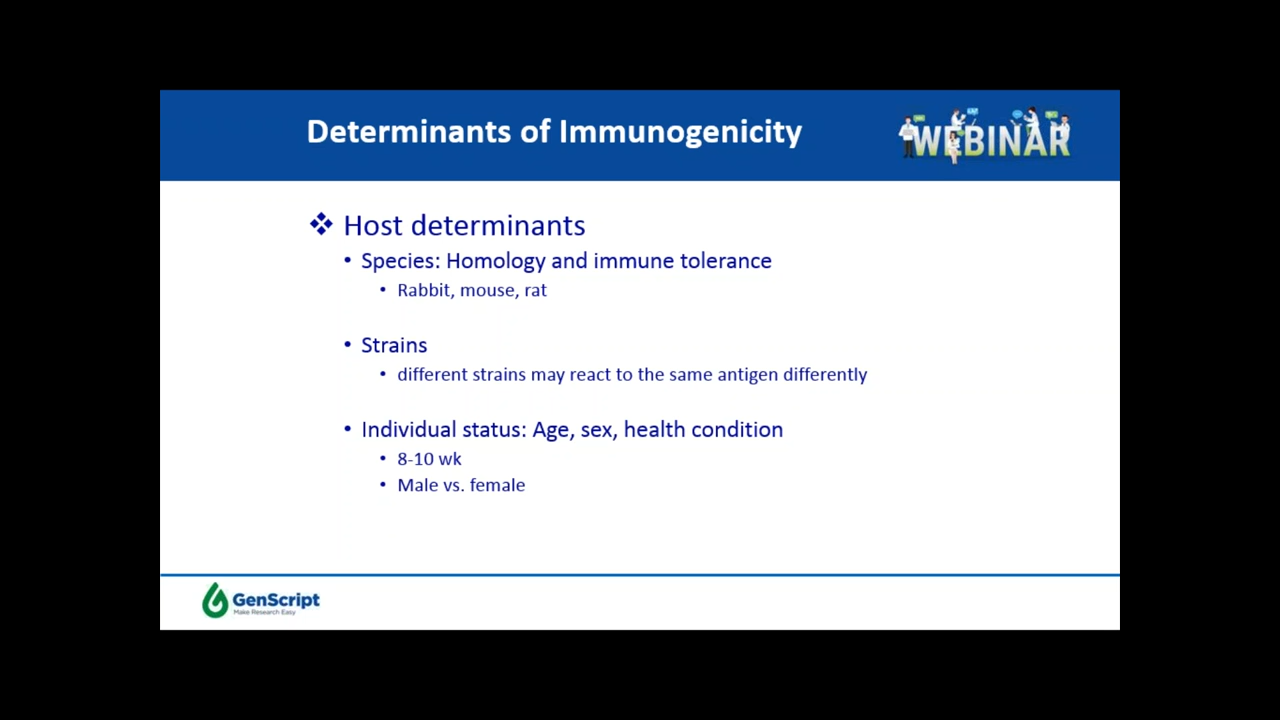 Determinants of Immunogenicity
WEBINAR
❖ Host determinants
• Species: Homology and immune tolerance
• Rabbit, mouse, rat
• Strains
• different strains may react to the same antigen differently
• Individual status: Age, sex, health condition
• 8-10 wk
• Male vs. female
GenScript
Make Research Easy